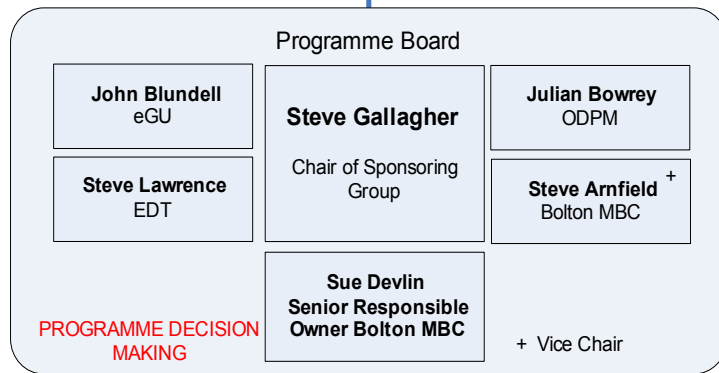 Programme Board
John Blundell
eGU
Steve Gallagher
Chair of Sponsoring
Group
Julian Bowrey
ODPM
Steve Lawrence
EDT
Steve Arnfield +
Bolton MBC
Sue Devlin
Senior Responsible
Owner Bolton MBC
PROGRAMME DECISION
MAKING
+ Vice Chair